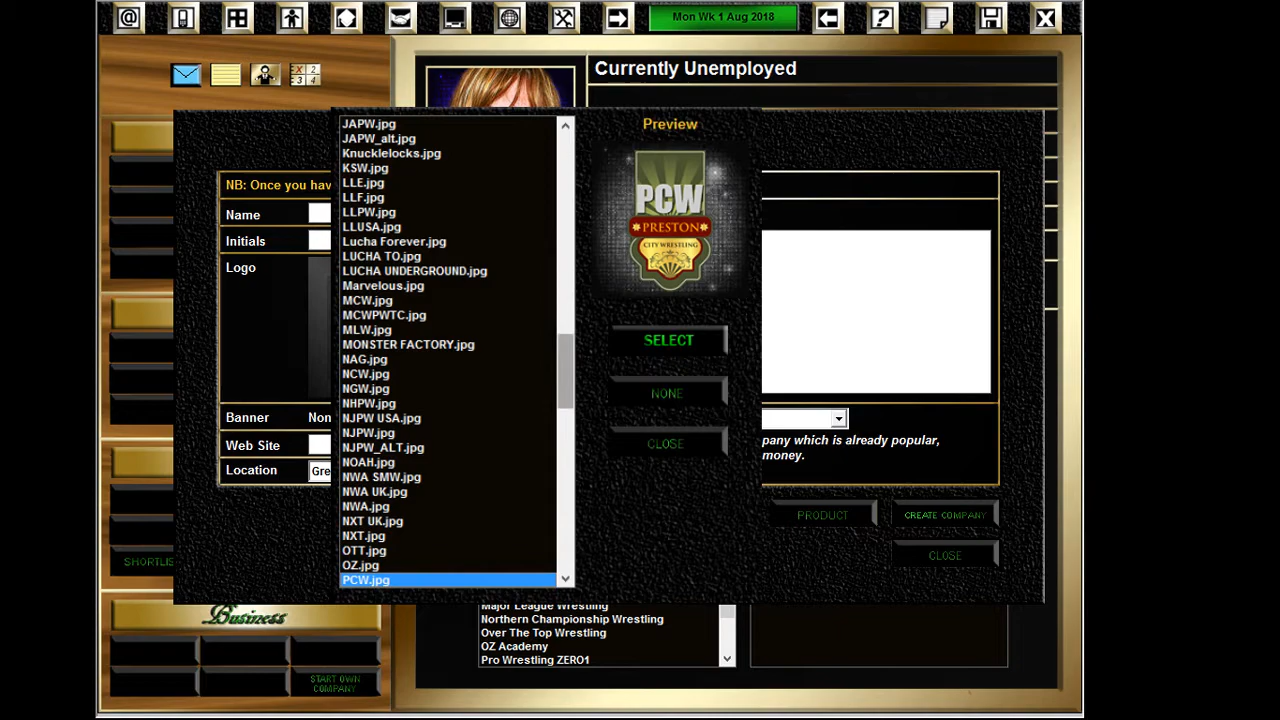 Mon Wk 1 Aug 2018
Currently Unemployed
NB: Once you hav
Name
Initials
Logo
Banner Non
Web Site
Location Gre
JAPW.jpg
JAPW_alt.jpg
Knucklelocks.jpg
KSW.jpg
LLE.jpg
LLF.jpg
LLPW.jpg
LLUSA.jpg
Lucha Forever.jpg
LUCHA TO.jpg
LUCHA UNDERGROUND.jpg
Marvelous.jpg
MCW.jpg
MCWPWTC.jpg
MLW.jpg
MONSTER FACTORY.jpg
NAG.jpg
NCW.jpg
NGW.jpg
NHPW.jpg
NJPW USA.jpg
NJPW.jpg
NJPW_ALT.jpg
NOAH.jpg
NWA SMW.jpg
NWA UK.jpg
NWA.jpg
NXT UK.jpg
NXT.jpg
OTT.jpg
OZ.jpg
PCW.jpg
Preview
PCW
PRESTON
CITY WRESTLING
SELECT
NONE
CLOSE
pany which is already popular,
money.
PRODUCT
CREATE COMPANY
CLOSE
SHORTLIS
Business
START OWN
COMPANY
Major League Wrestling
Northern Championship Wrestling
Over The Top Wrestling
OZ Academy
Pro Wrestling ZERO1